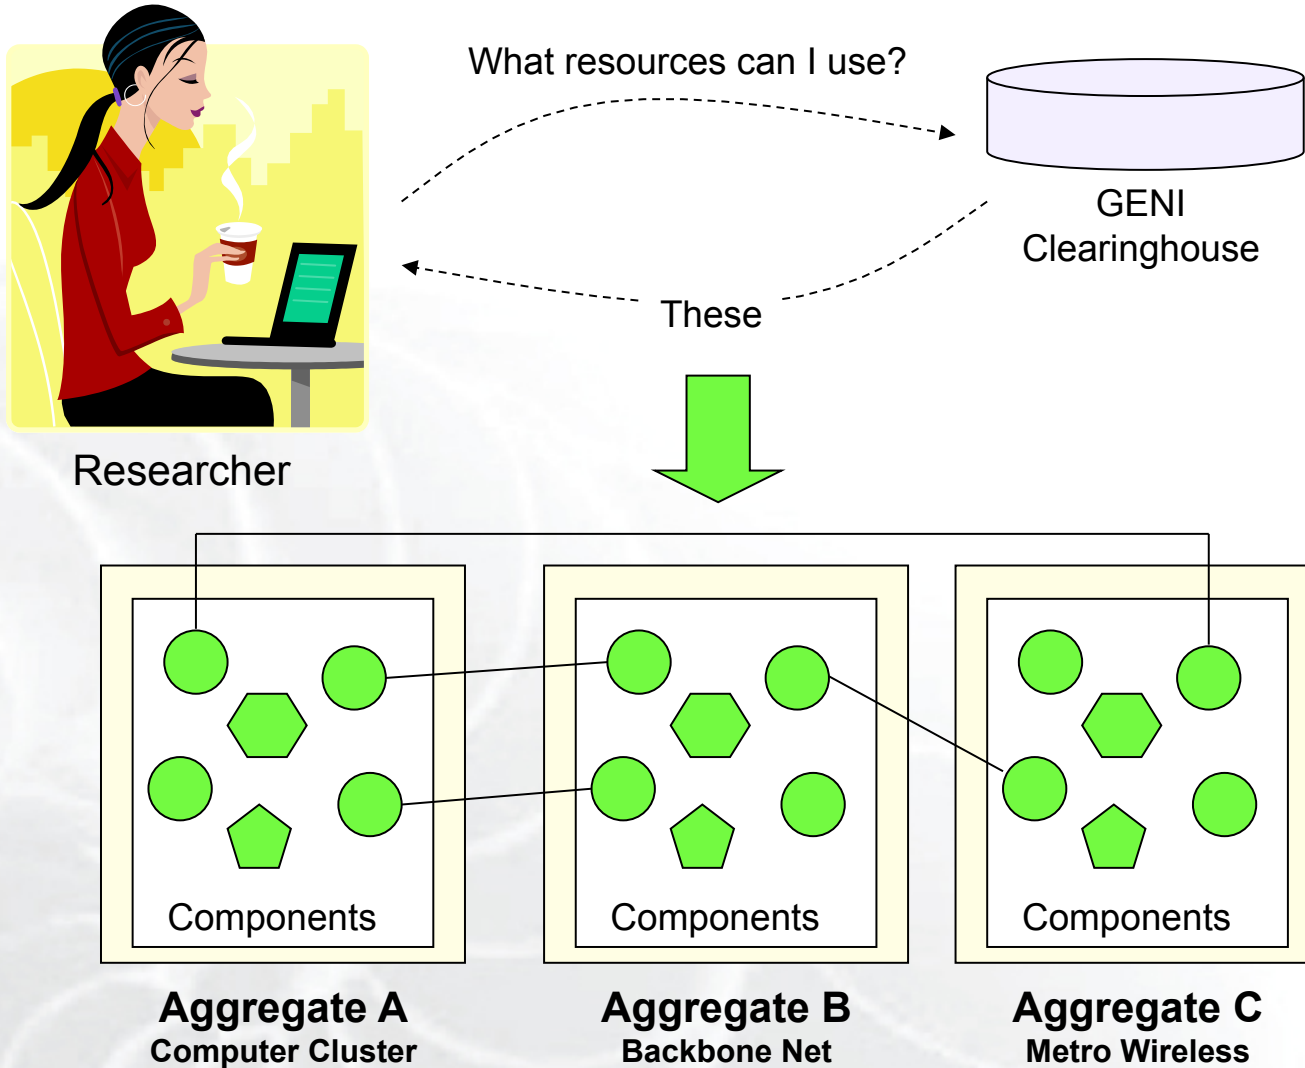 What resources can I use?
GENI
Clearinghouse
These
Researcher
Components
Components
Components
Aggregate A
Computer Cluster
Aggregate B
Backbone Net
Aggregate C
Metro Wireless